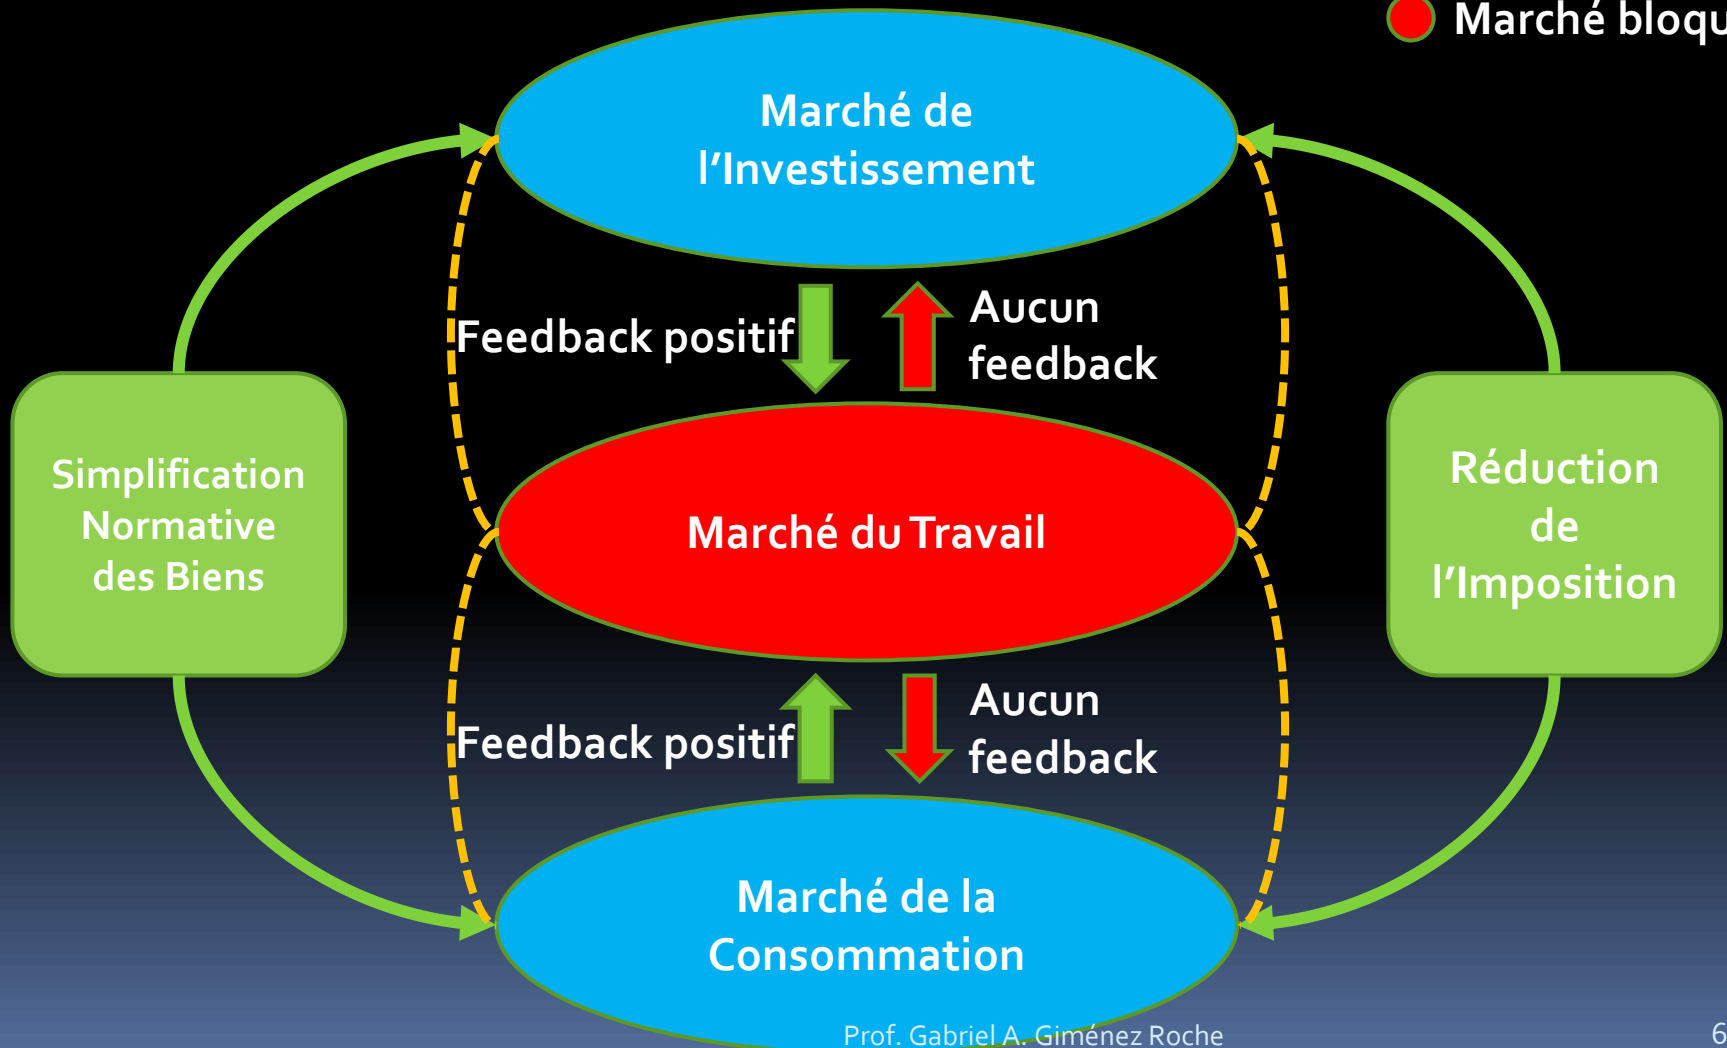 Marché bloqu
Marché de
l'Investissement
Feedback positif
Aucun
feedback
Simplification
Normative
des Biens
Marché du Travail
Réduction
de
l'Imposition
Feedback positif
Aucun
feedback
Marché de la
Consommation
Prof. Gabriel A. Giménez Roche
6